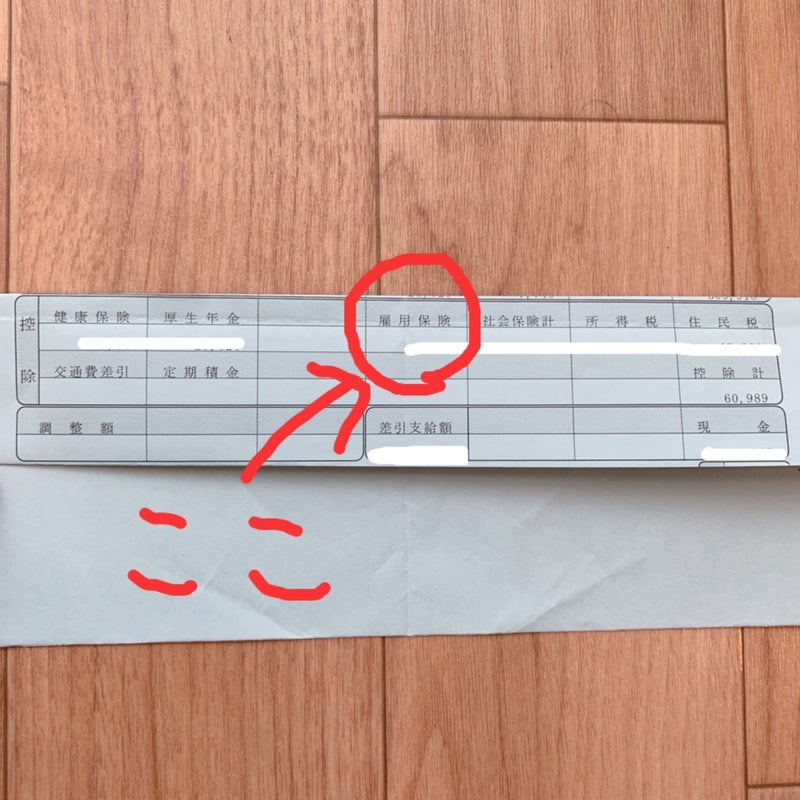 控除
健康保険 厚生年金 雇用保険 社会保険計 所得税 住民税
交通費差引 定期積金 控除計
60,989
調整額 差引支給額 現金
ここ